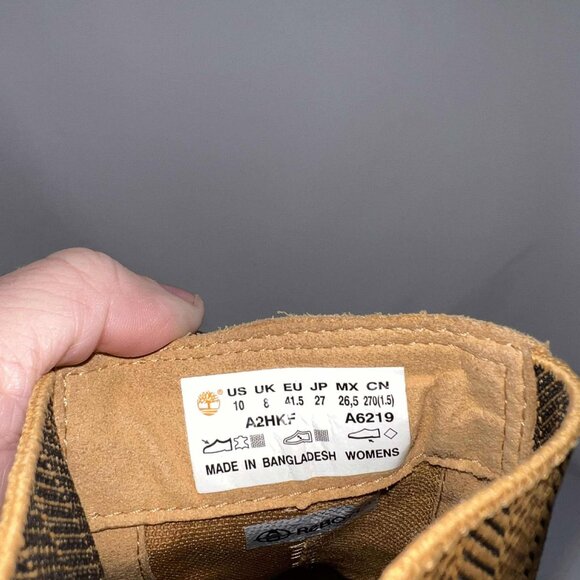 US UK EU JP MX CN
10 8 41.5 27 26,5 270(1.5)
A2HKF A6219
MADE IN BANGLADESH WOMENS